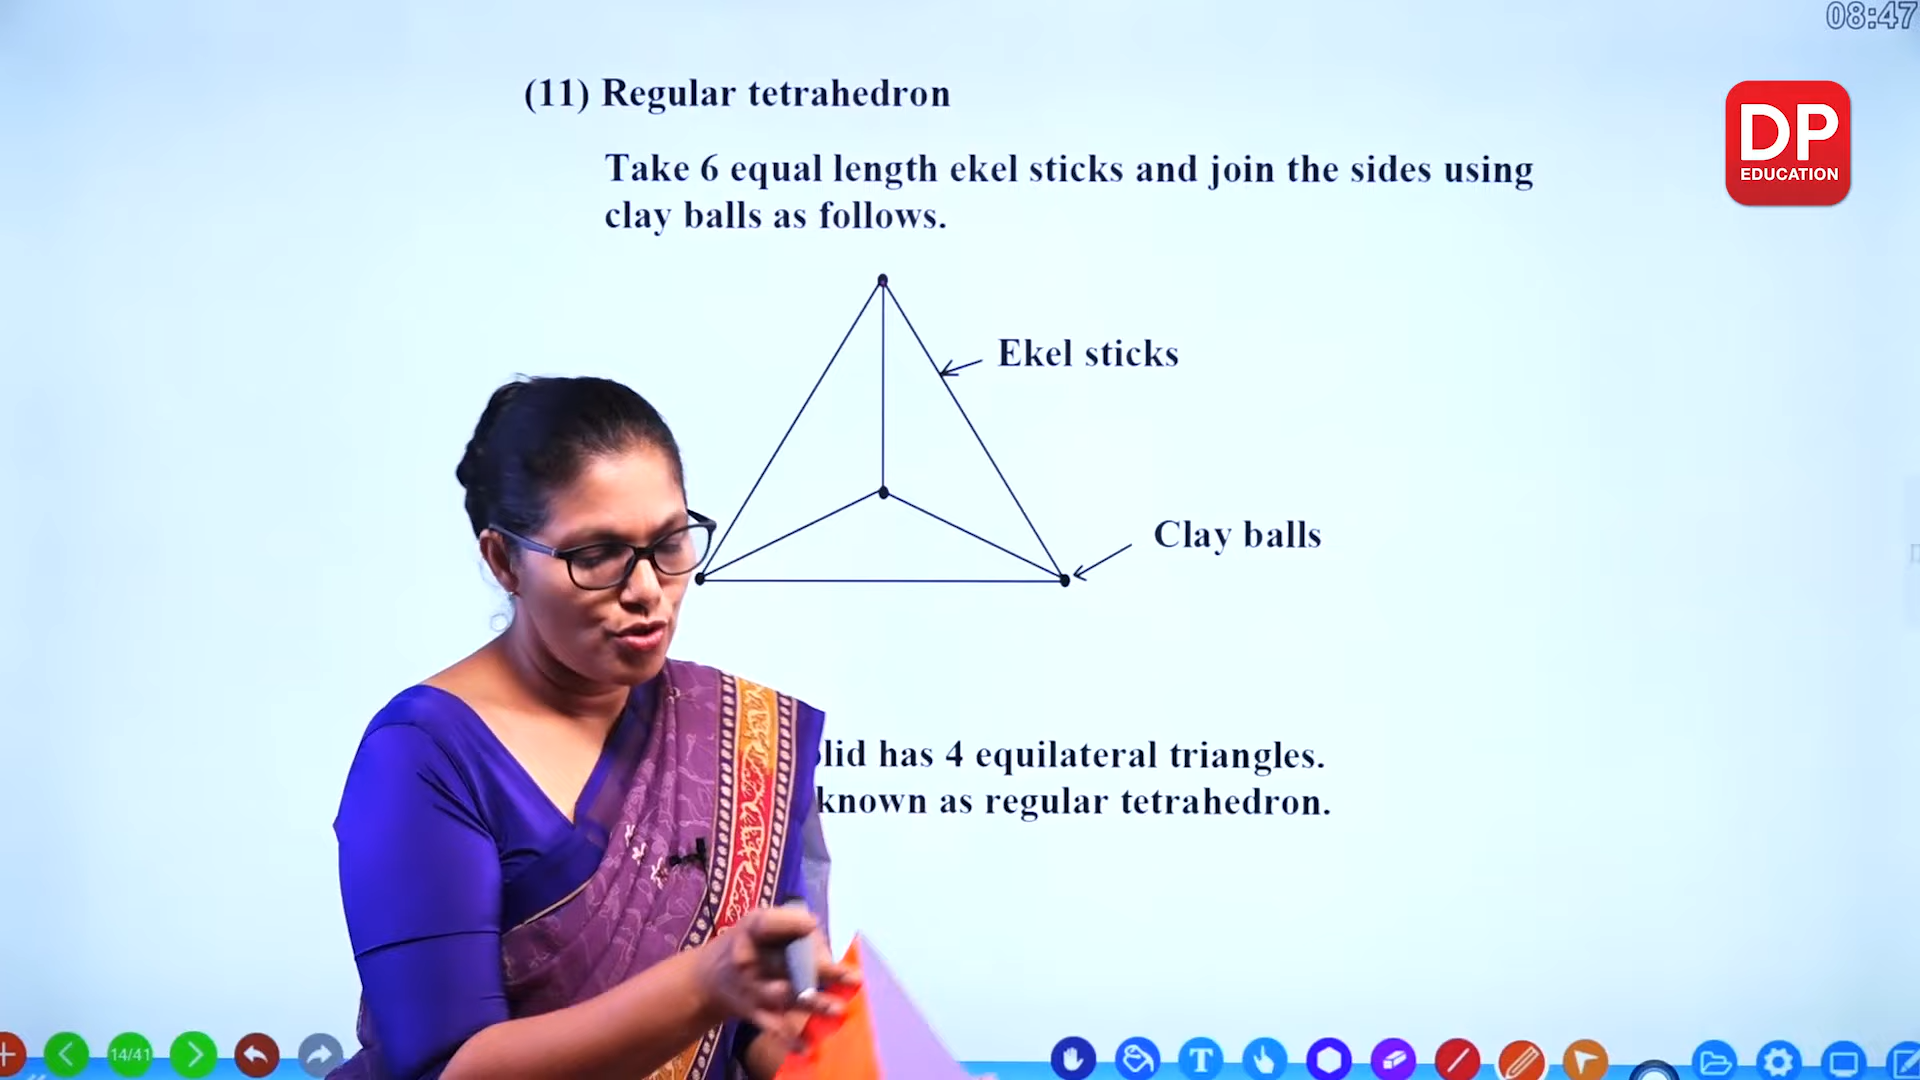 08:47
(11) Regular tetrahedron
DP
EDUCATION
Take 6 equal length ekel sticks and join the sides using
clay balls as follows.
Ekel sticks
Clay balls
has 4 equilateral triangles.
known as regular tetrahedron.
14/41
T